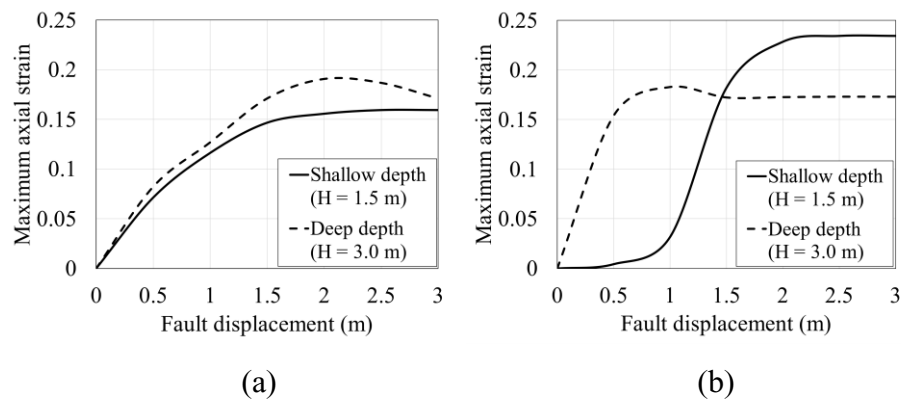 0.25
0.2
0.15
0.1
0.05
0
Maximum axial strain
Shallow depth
(H = 1.5 m)
Deep depth
(H = 3.0 m)
0 0.5 1 1.5 2 2.5 3
Fault displacement (m)
(a)
0.25
0.2
0.15
0.1
0.05
0
Maximum axial strain
Shallow depth
(H = 1.5 m)
Deep depth
(H = 3.0 m)
0 0.5 1 1.5 2 2.5 3
Fault displacement (m)
(b)